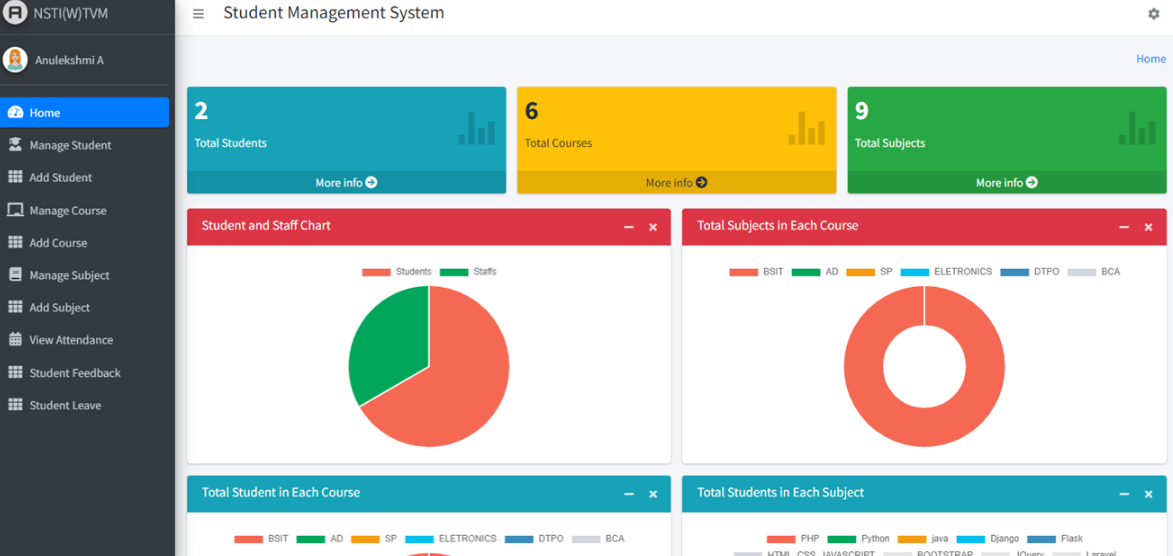 NSTI(W)TVM
Student Management System
Anulekshmi A
Home
Home
Manage Student
Add Student
Manage Course
Add Course
Manage Subject
Add Subject
View Attendance
Student Feedback
Student Leave
2
Total Students
More info
6
Total Courses
More info
9
Total Subjects
More info
Student and Staff Chart
Students Staffs
Total Subjects in Each Course
BSIT AD SP ELETRONICS DTPO BCA
Total Student in Each Course
BSIT AD SP ELETRONICS DTPO BCA
Total Students in Each Subject
PHP Python java Django Flask
HTML, CSS, JAVASCRIPT BOOTSTRAP JQuery Laravel